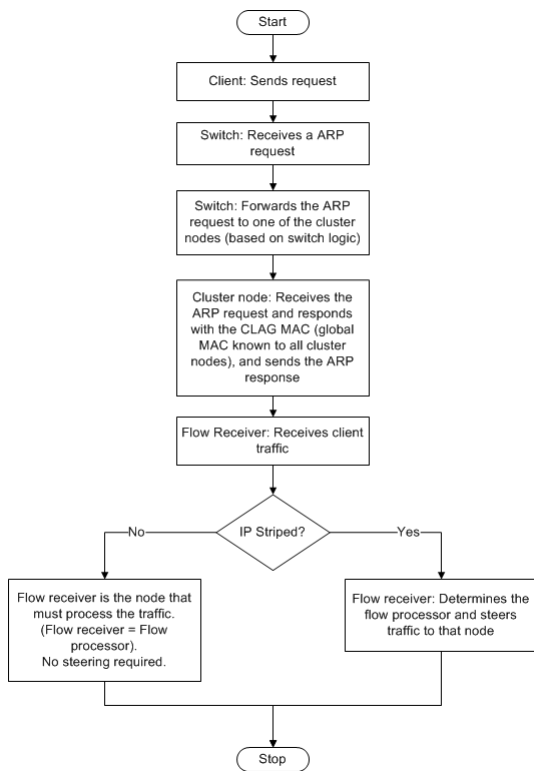 Start
Client: Sends request
Switch: Receives a ARP
request
Switch: Forwards the ARP
request to one of the cluster
nodes (based on switch logic)
Cluster node: Receives the
ARP request and responds
with the CLAG MAC (global
MAC known to all cluster
nodes), and sends the ARP
response
Flow Receiver: Receives client
traffic
IP Striped?
No
Yes
Flow receiver is the node that
must process the traffic.
(Flow receiver = Flow
processor).
No steering required.
Flow receiver: Determines the
flow processor and steers
traffic to that node
Stop